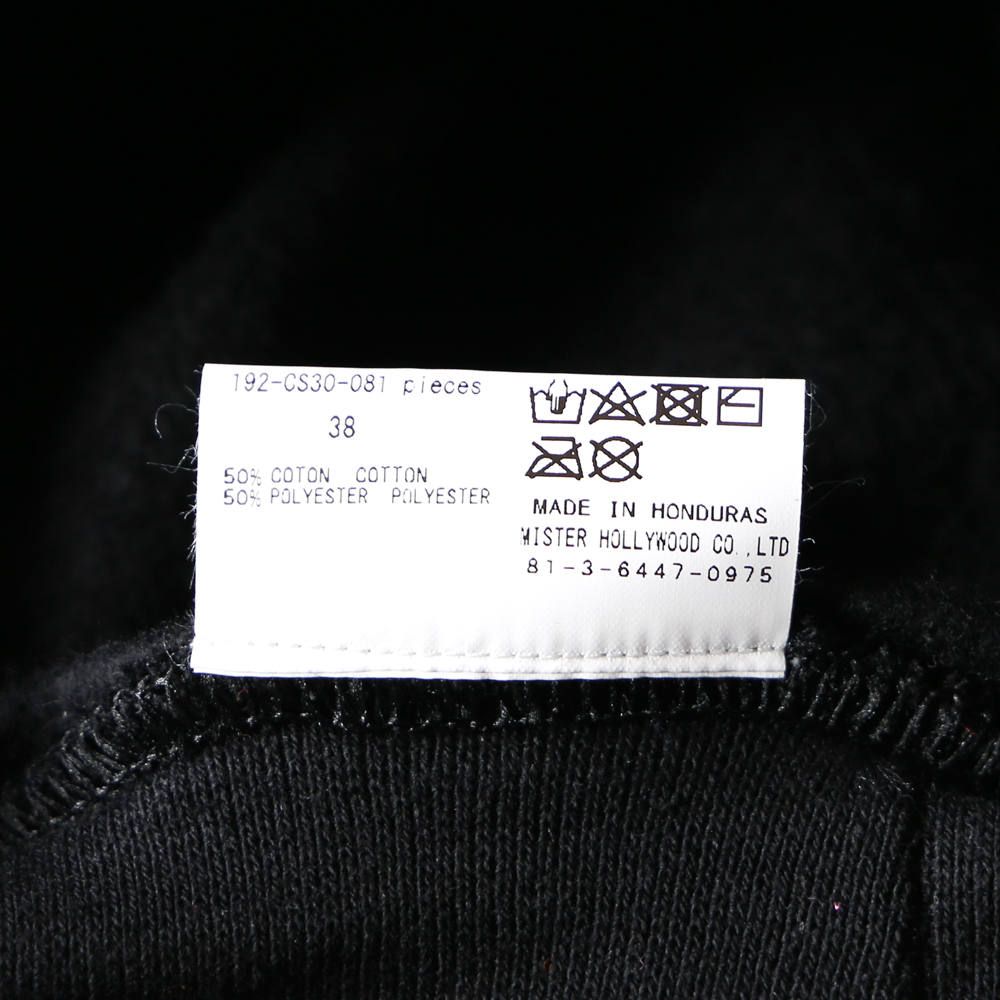 192-CS30-081 pieces
38
50% COTON COTTON
50% POLYESTER POLYESTER
MADE IN HONDURAS
MISTER HOLLYWOOD CO.,LTD
81-3-6447-0975